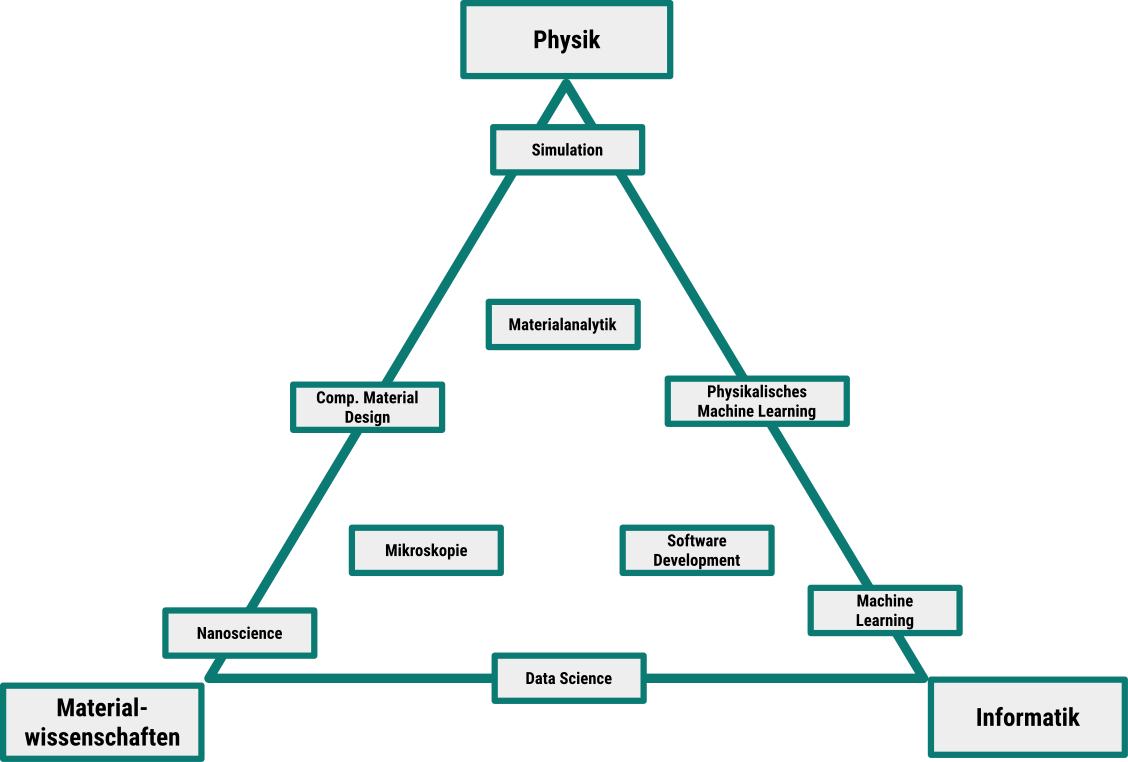 Physik
Simulation
Materialanalytik
Comp. Material
Design
Physikalisches
Machine Learning
Mikroskopie
Software
Development
Nanoscience
Machine
Learning
Data Science
Material-
wissenschaften
Informatik